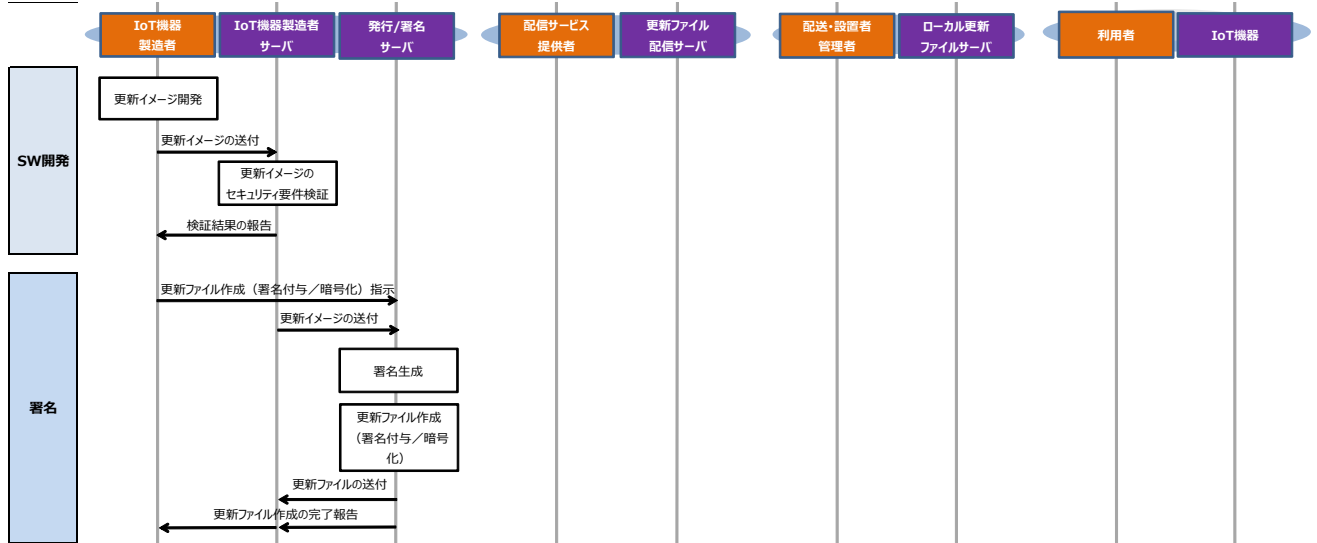 IoT機器
製造者
IoT機器製造者
サーバ
発行/署名
サーバ
配信サービス
提供者
更新ファイル
配信サーバ
配送・設置者
管理者
ローカル更新
ファイルサーバ
利用者
IoT機器
SW開発
更新イメージ開発
更新イメージの送付
更新イメージの
セキュリティ要件検証
検証結果の報告
署名
更新ファイル作成（署名付与／暗号化）指示
更新イメージの送付
署名生成
更新ファイル作成
（署名付与／暗号
化）
更新ファイルの送付
更新ファイル作成の完了報告